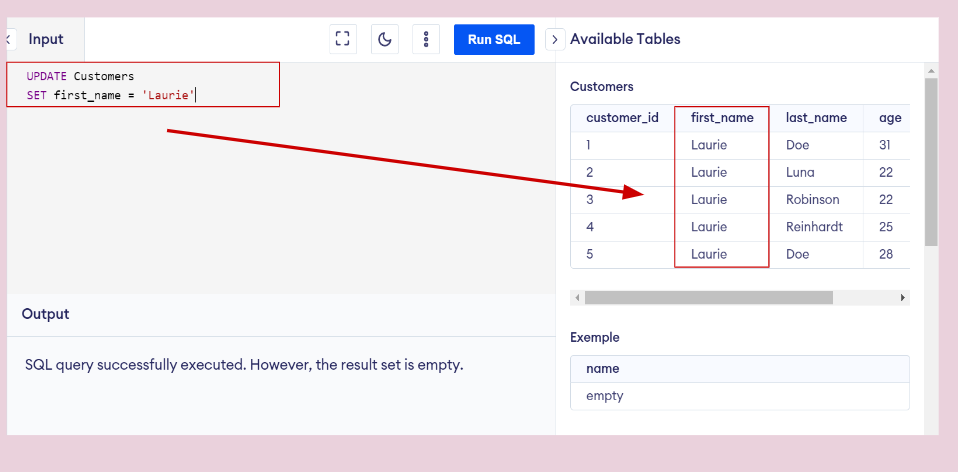 Input
Run SQL
UPDATE Customers
SET first_name = 'Laurie'
Output
SQL query successfully executed. However, the result set is empty.
Available Tables
Customers
customer_id first_name last_name age
1 Laurie Doe 31
2 Laurie Luna 22
3 Laurie Robinson 22
4 Laurie Reinhardt 25
5 Laurie Doe 28
Exemple
name
empty